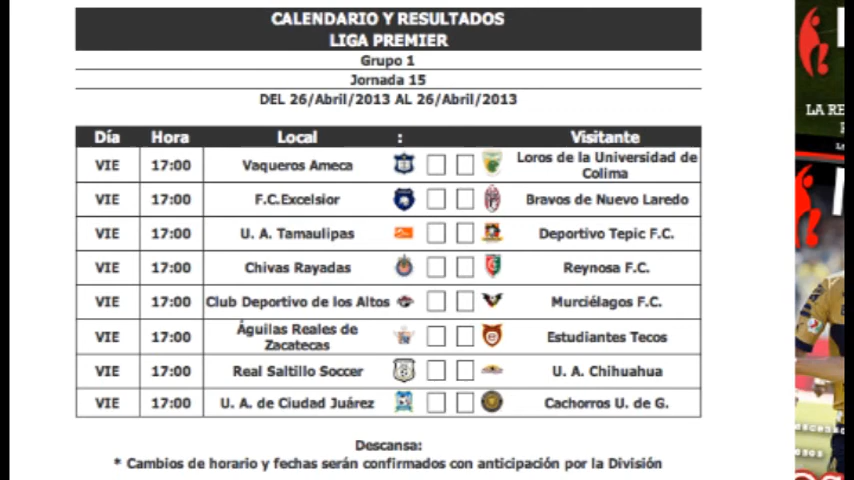 CALENDARIO Y RESULTADOS
LIGA PREMIER
Grupo 1
Jornada 15
DEL 26/Abril/2013 AL 26/Abril/2013
Día Hora Local : Visitante
VIE 17:00 Vaqueros Ameca Loros de la Universidad de Colima
VIE 17:00 F.C.Excelsior Bravos de Nuevo Laredo
VIE 17:00 U. A. Tamaulipas Deportivo Tepic F.C.
VIE 17:00 Chivas Rayadas Reynosa F.C.
VIE 17:00 Club Deportivo de los Altos Murciélagos F.C.
VIE 17:00 Águilas Reales de Zacatecas Estudiantes Tecos
VIE 17:00 Real Saltillo Soccer U. A. Chihuahua
VIE 17:00 U. A. de Ciudad Juárez Cachorros U. de G.
Descansa:
* Cambios de horario y fechas serán confirmados con anticipación por la División
LA RE